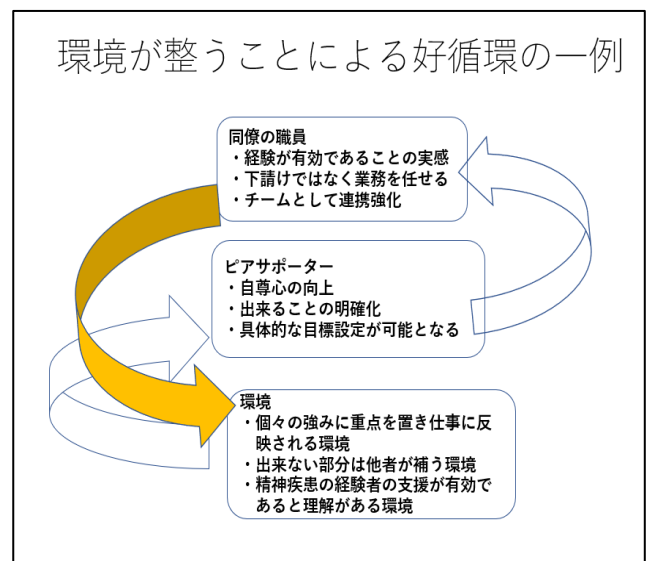 環境が整うことによる好循環の一例
同僚の職員
・経験が有効であることの実感
・下請けではなく業務を任せる
・チームとして連携強化
ピアサポーター
・自尊心の向上
・出来ることの明確化
・具体的な目標設定が可能となる
環境
・個々の強みに重点を置き仕事に反
映される環境
・出来ない部分は他者が補う環境
・精神疾患の経験者の支援が有効で
あると理解がある環境